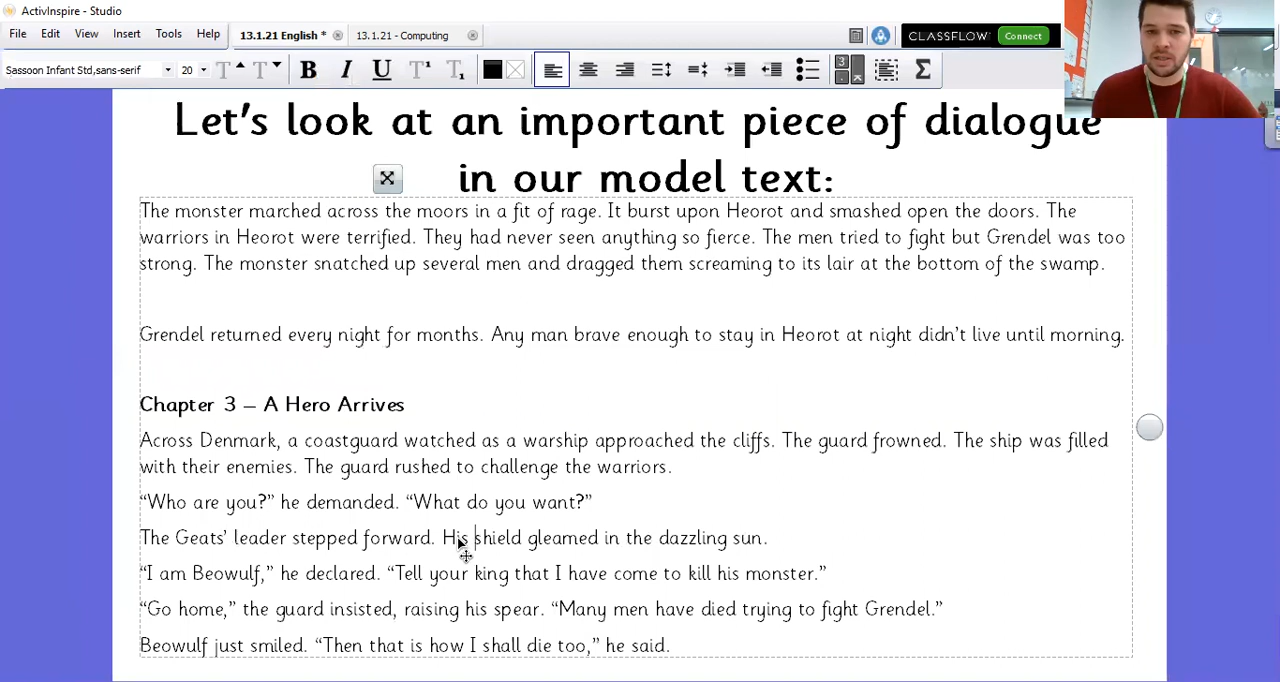 ActivInspire - Studio
File Edit View Insert Tools Help 13.1.21 English * 13.1.21 - Computing CLASSFLOW Connect
Sassoon Infant Std,sans-serif 20 T T B I U T¹ T₁ 3 Σ
Let's look at an important piece of dialogue
in our model text:
The monster marched across the moors in a fit of rage. It burst upon Heorot and smashed open the doors. The
warriors in Heorot were terrified. They had never seen anything so fierce. The men tried to fight but Grendel was too
strong. The monster snatched up several men and dragged them screaming to its lair at the bottom of the swamp.
Grendel returned every night for months. Any man brave enough to stay in Heorot at night didn't live until morning.
Chapter 3 – A Hero Arrives
Across Denmark, a coastguard watched as a warship approached the cliffs. The guard frowned. The ship was filled
with their enemies. The guard rushed to challenge the warriors.
“Who are you?” he demanded. “What do you want?”
The Geats’ leader stepped forward. His shield gleamed in the dazzling sun.
“I am Beowulf,” he declared. “Tell your king that I have come to kill his monster.”
“Go home,” the guard insisted, raising his spear. “Many men have died trying to fight Grendel.”
Beowulf just smiled. “Then that is how I shall die too,” he said.